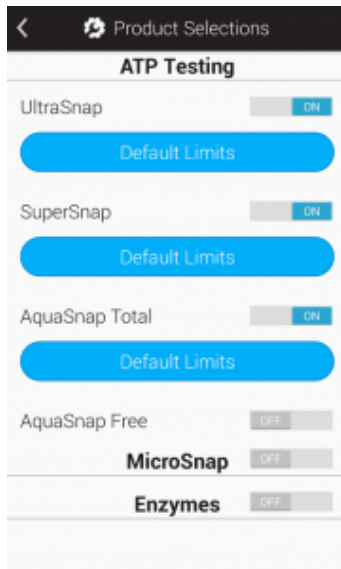 Product Selections
ATP Testing
UltraSnap ON
Default Limits
SuperSnap ON
Default Limits
AquaSnap Total ON
Default Limits
AquaSnap Free OFF
MicroSnap OFF
Enzymes OFF